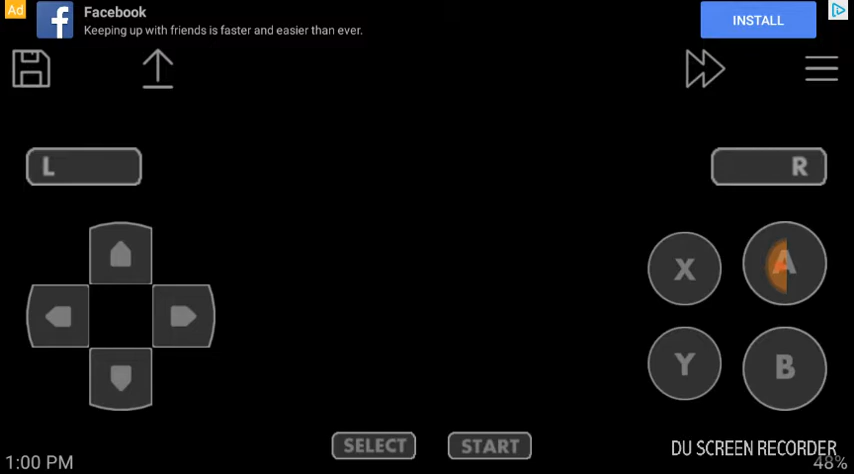 Ad
Facebook
Keeping up with friends is faster and easier than ever.
INSTALL
L
R
X
A
Y
B
SELECT
START
DU SCREEN RECORDER
1:00 PM
48%